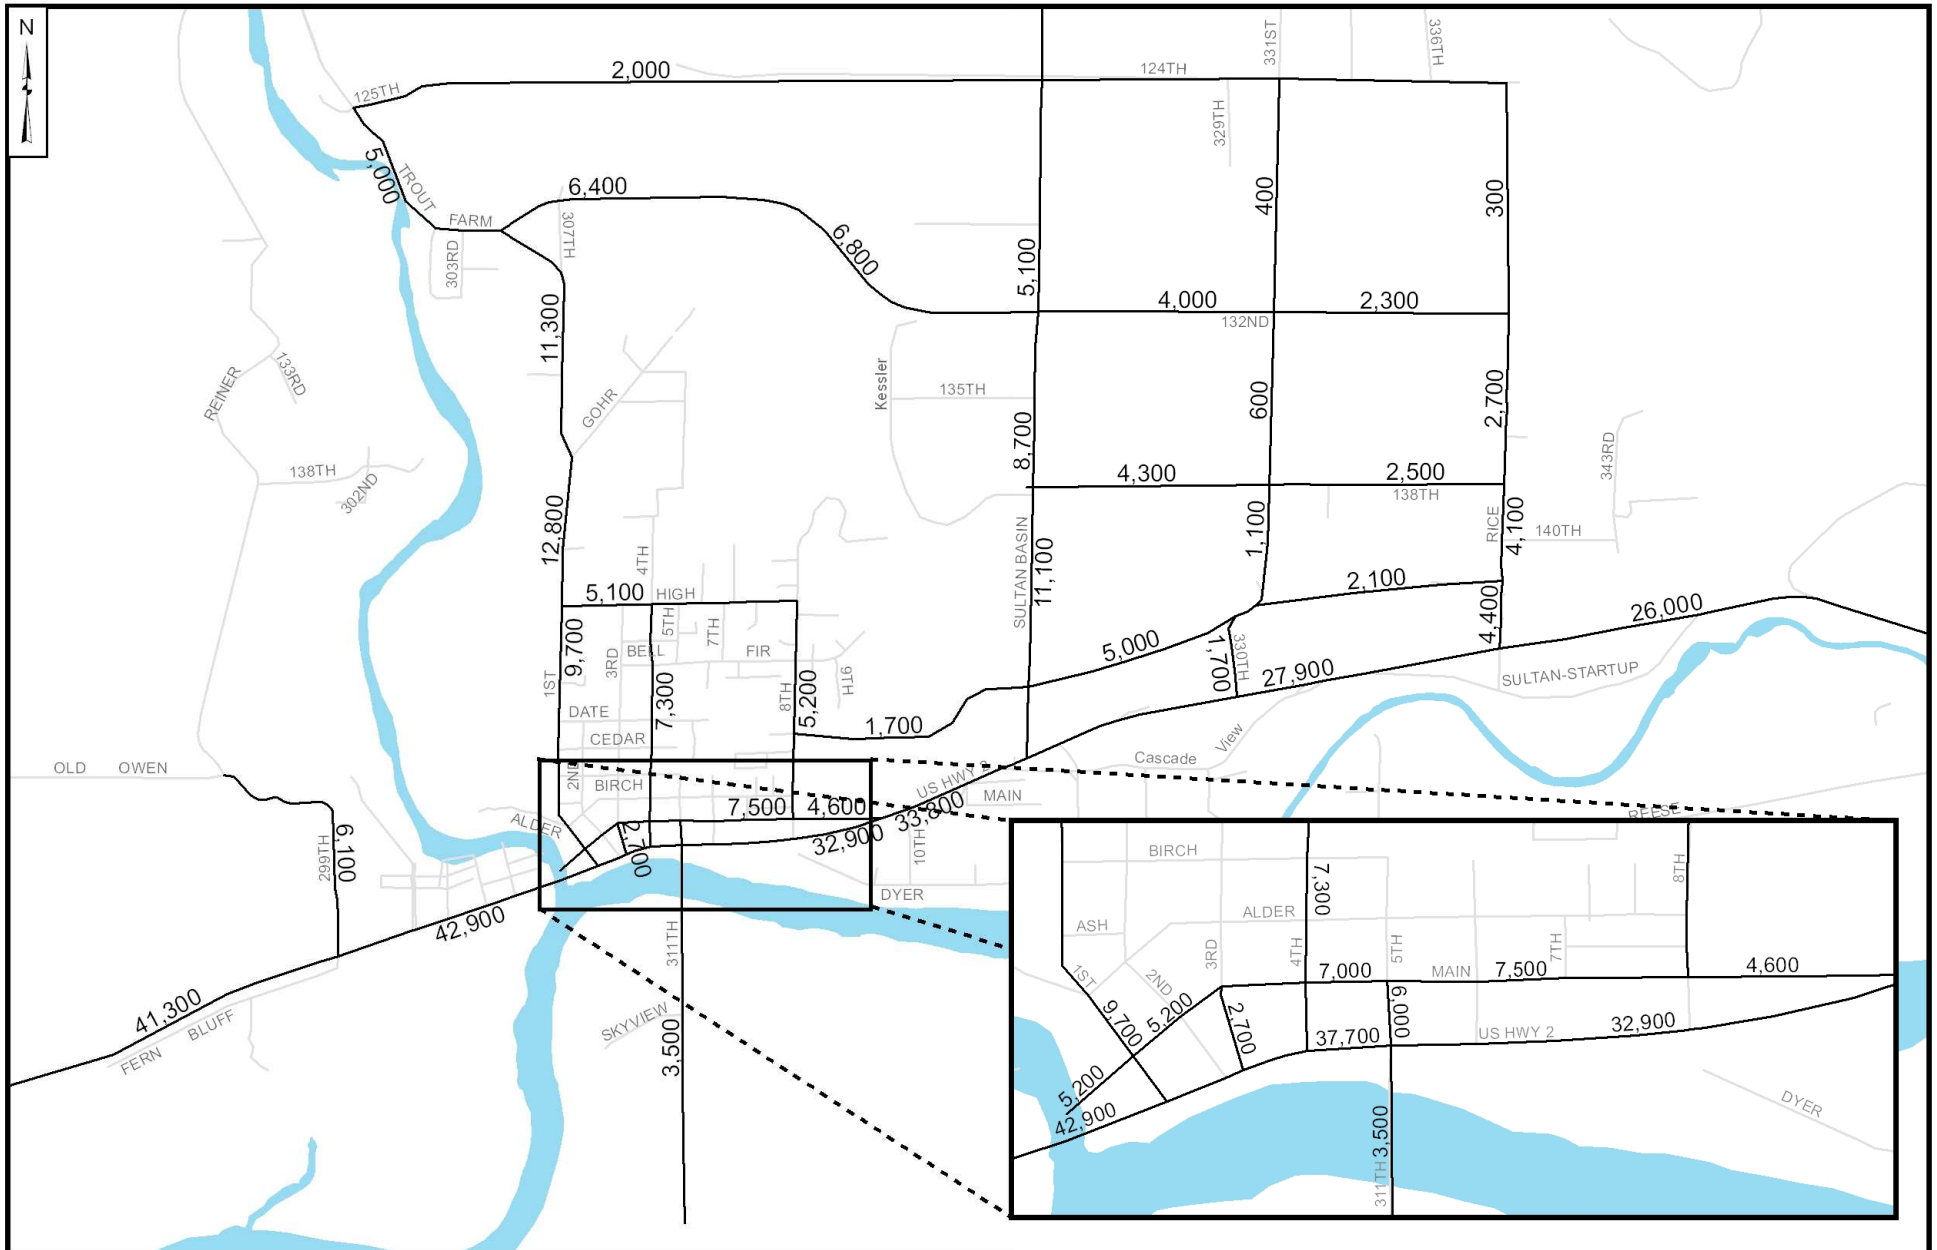 N
2,000
124TH
331ST
336TH
125TH
329TH
5,000
TROUT
FARM
6,400
307TH
303RD
6,800
5,100
400
300
11,300
4,000
2,300
132ND
133RD
REINER
GOHR
Kessler
135TH
8,700
600
2,700
343RD
138TH
302ND
4,300
2,500
138TH
12,800
4TH
SULTAN BASIN
11,100
1,100
RICE
4,100
140TH
5,100
HIGH
2,100
4,400
26,000
9,700
5TH
7TH
3RD
BELL
FIR
5,000
1,700
330TH
27,900
SULTAN-STARTUP
1ST
7,300
8TH
5,200
9TH
DATE
CEDAR
1,700
View
Cascade
OLD OWEN
2ND
BIRCH
US HWY 2
MAIN
7,500
4,600
33,800
REESE
ALDER
2,700
32,900
10TH
299TH
6,100
DYER
42,900
311TH
41,300
FERN BLUFF
SKYVIEW
3,500
BIRCH
7,300
8TH
ASH
ALDER
3RD
4TH
5TH
7TH
1ST
2ND
7,000
MAIN
7,500
4,600
9,700
5,200
2,700
6,000
37,700
US HWY 2
32,900
5,200
42,900
3,500
311TH
DYER